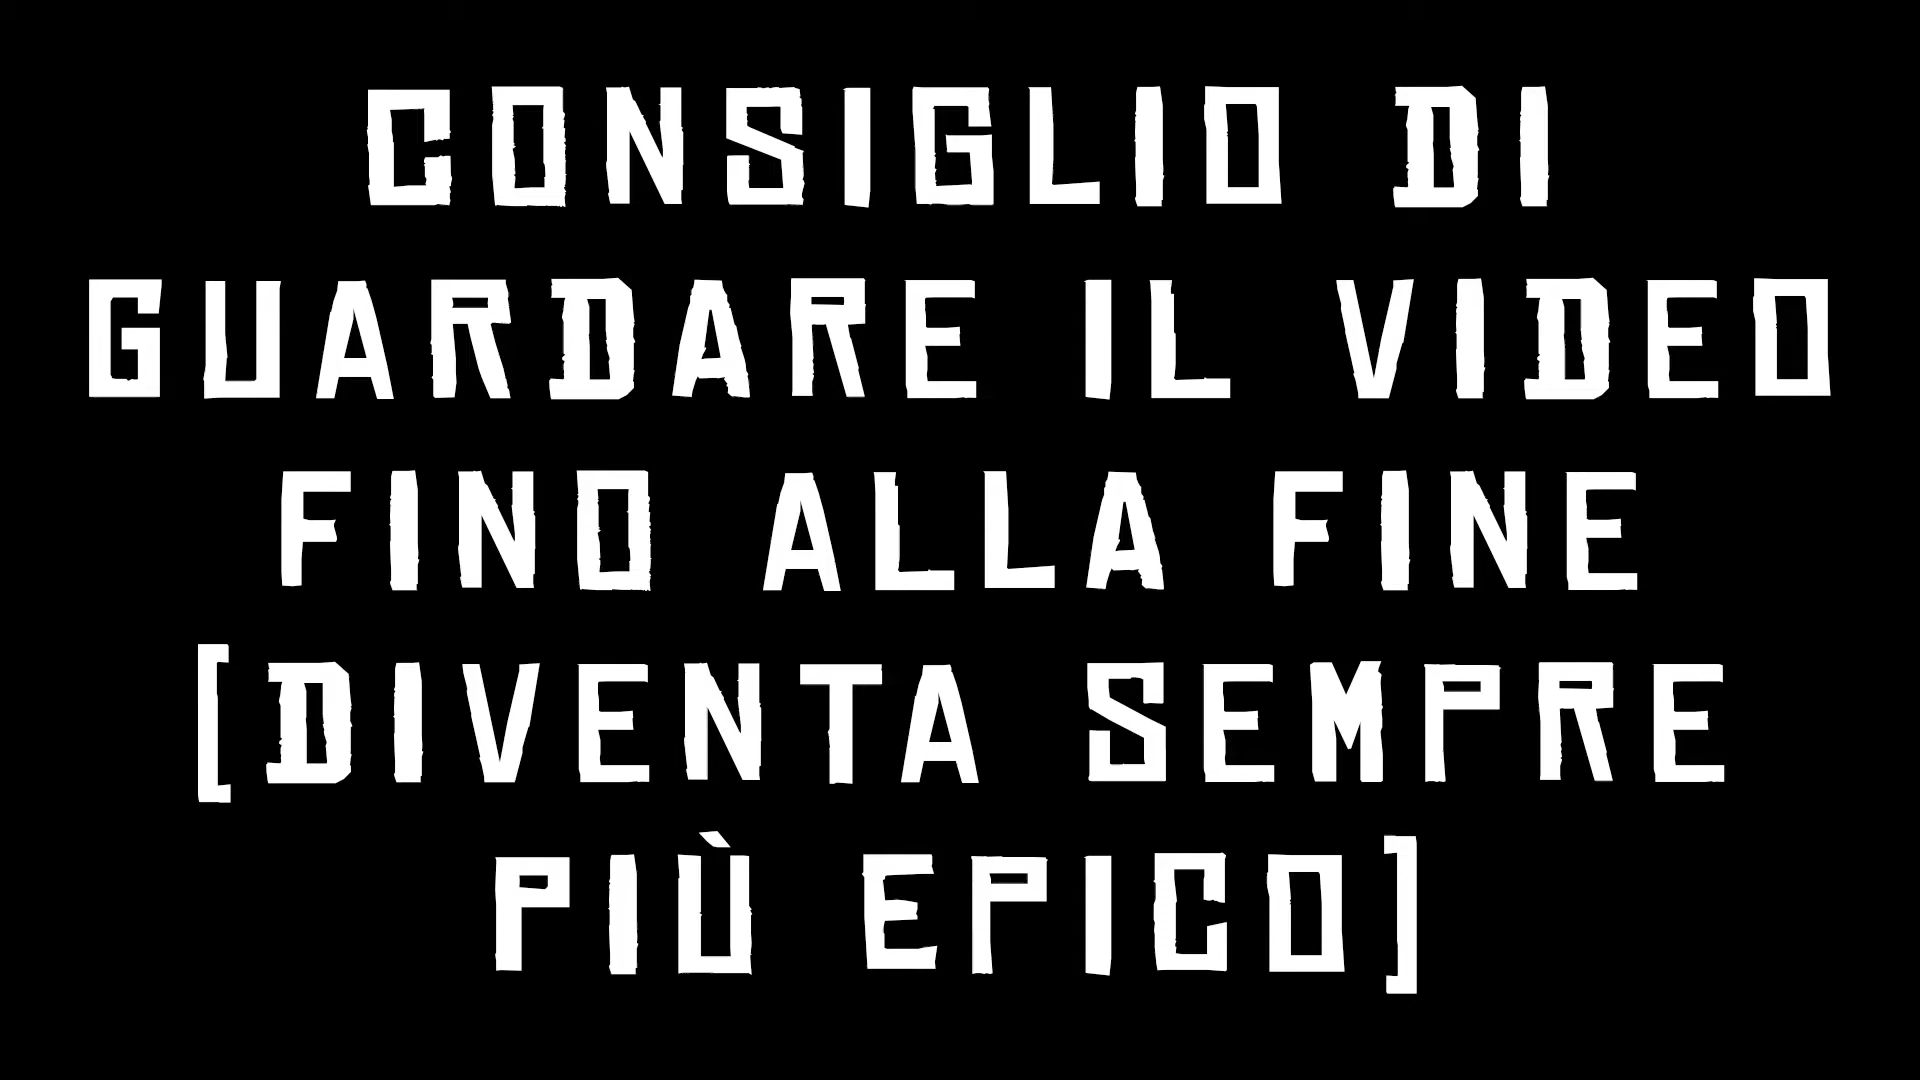 CONSIGLIO DI
GUARDARE IL VIDEO
FINO ALLA FINE
[DIVENTA SEMPRE
PIÙ EPICO]